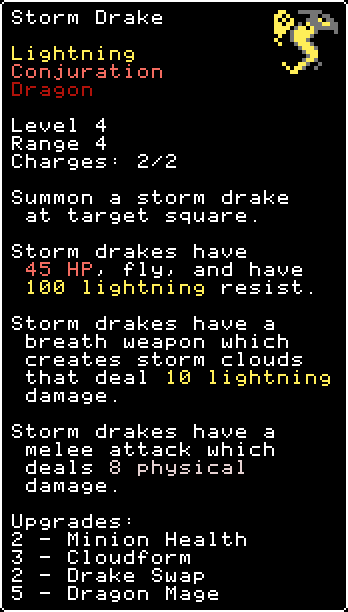 Storm Drake
Lightning
Conjuration
Dragon
Level 4
Range 4
Charges: 2/2
Summon a storm drake
at target square.
Storm drakes have
45 HP, fly, and have
100 lightning resist.
Storm drakes have a
breath weapon which
creates storm clouds
that deal 10 lightning
damage.
Storm drakes have a
melee attack which
deals 8 physical
damage.
Upgrades:
2 - Minion Health
3 - Cloudform
2 - Drake Swap
5 - Dragon Mage